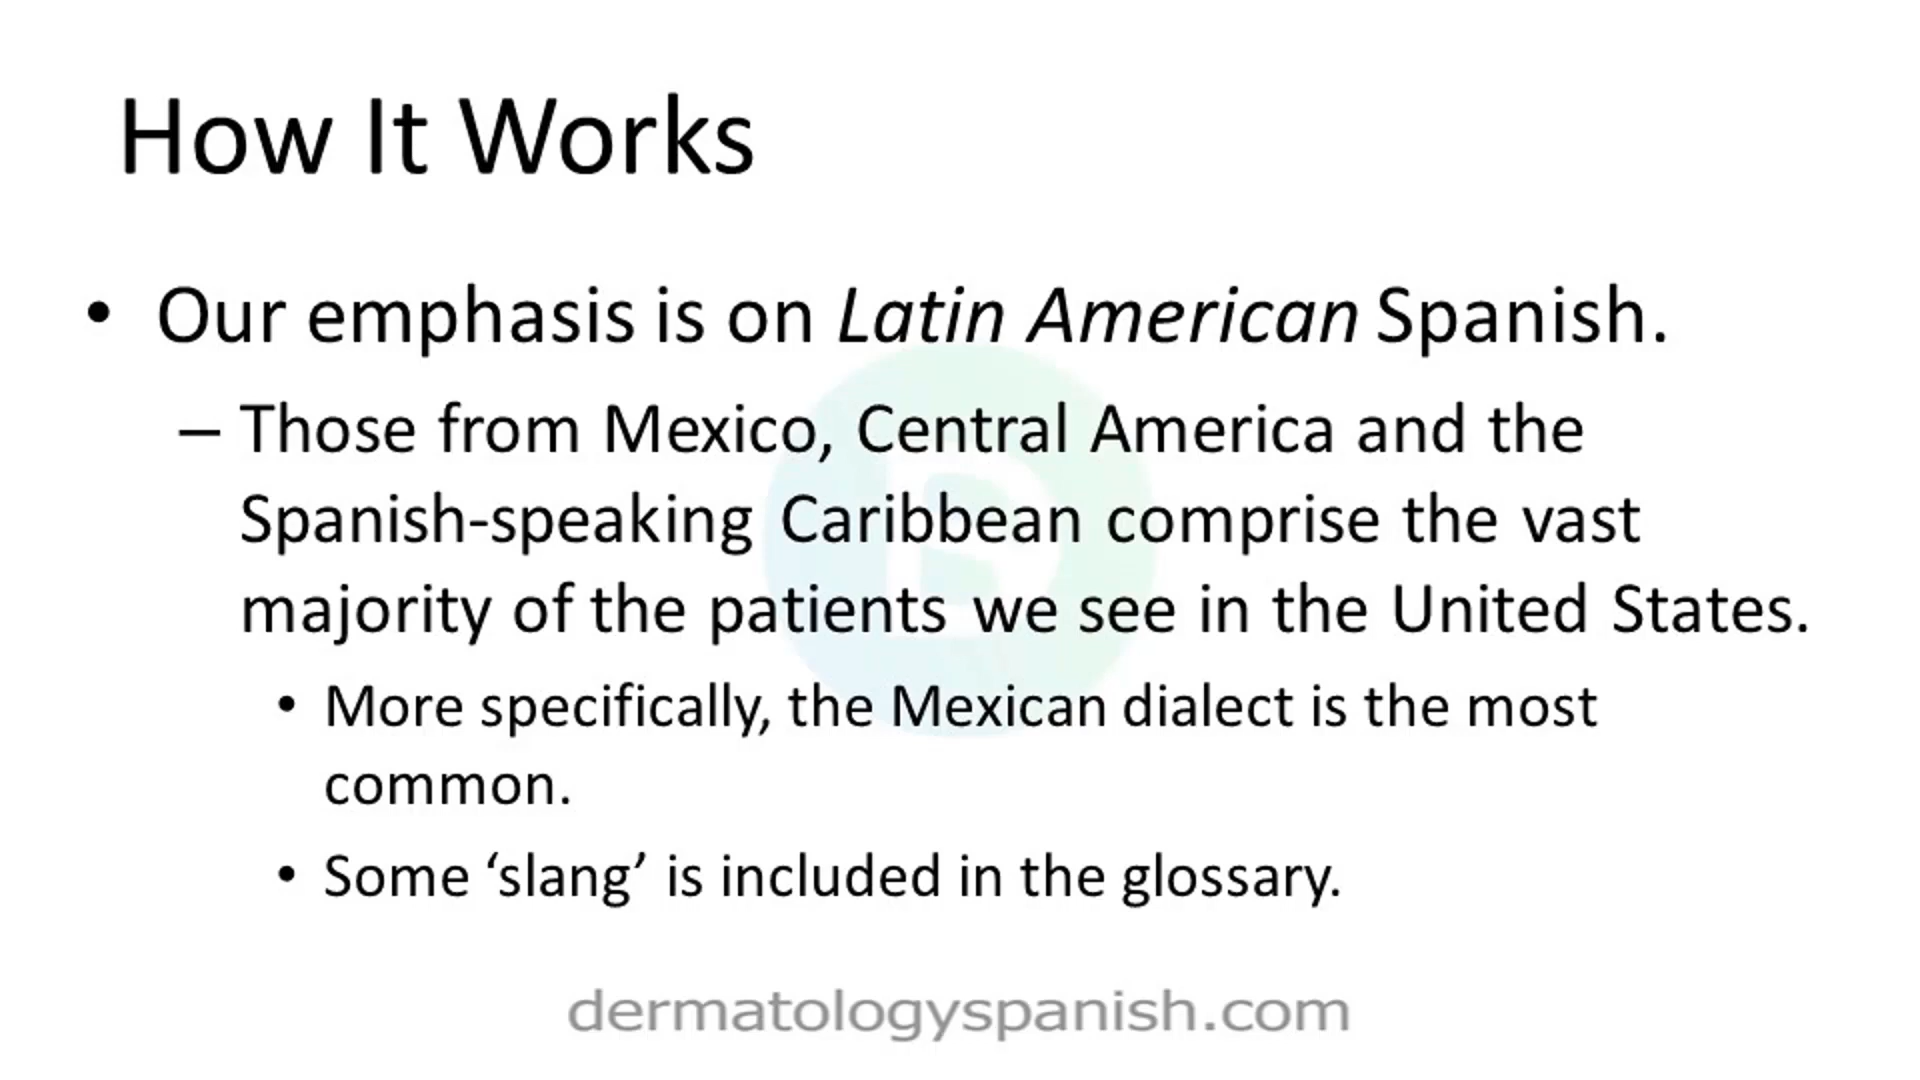 How It Works
• Our emphasis is on Latin American Spanish.
– Those from Mexico, Central America and the
Spanish-speaking Caribbean comprise the vast
majority of the patients we see in the United States.
• More specifically, the Mexican dialect is the most
common.
• Some ‘slang’ is included in the glossary.
dermatologyspanish.com